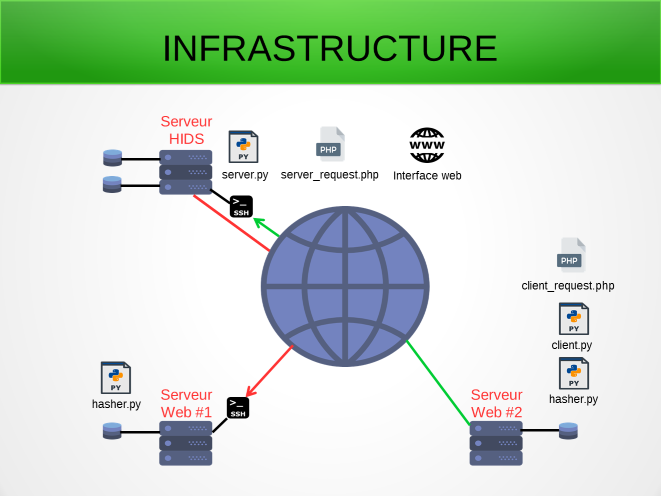 INFRASTRUCTURE
Serveur
HIDS
PY
server.py
PHP
server_request.php
WWW
Interface web
>_
SSH
PHP
client_request.php
PY
client.py
PY
hasher.py
PY
hasher.py
Serveur
Web #1
>_
SSH
Serveur
Web #2